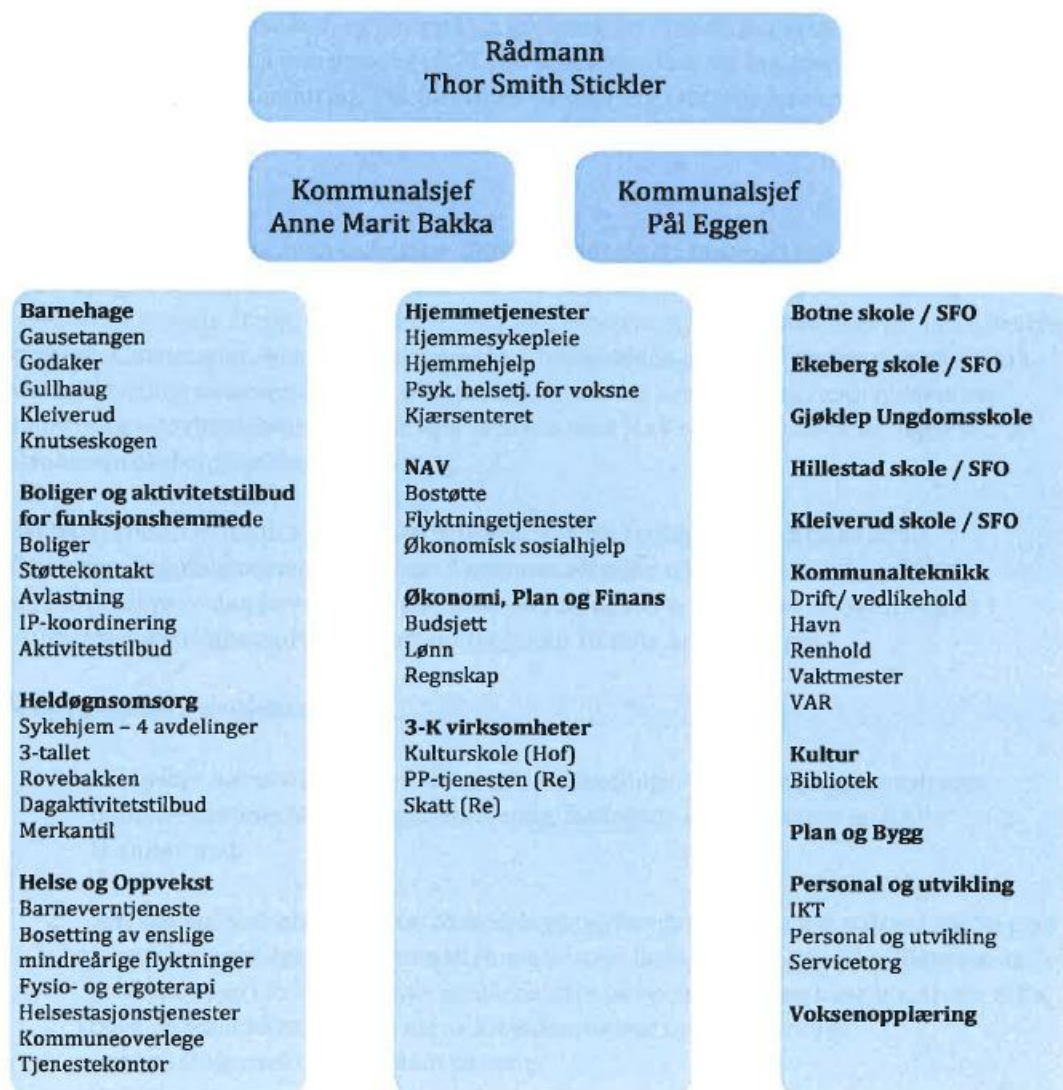 Rådmann
Thor Smith Stickler
Kommunalsjef
Anne Marit Bakka
Kommunalsjef
Pål Eggen
Barnehage
Gausetangen
Godaker
Gullhaug
Kleiverud
Knutseskogen
Boliger og aktivitetstilbud
for funksjonshemmede
Boliger
Støttekontakt
Avlastning
IP-koordinering
Aktivitetstilbud
Heldøgnsomsorg
Sykehjem – 4 avdelinger
3-tallet
Rovebakken
Dagaktivitetstilbud
Merkantil
Helse og Oppvekst
Barneverntjeneste
Bosetting av enslige
mindreårige flyktninger
Fysio- og ergoterapi
Helsestasjonstjenester
Kommuneoverlege
Tjenestekontor
Hjemmetjenester
Hjemmesykepleie
Hjemmehjelp
Psyk. helsetj. for voksne
Kjærsenteret
NAV
Bostøtte
Flyktningetjenester
Økonomisk sosialhjelp
Økonomi, Plan og Finans
Budsjett
Lønn
Regnskap
3-K virksomheter
Kulturskole (Hof)
PP-tjenesten (Re)
Skatt (Re)
Botne skole / SFO
Ekeberg skole / SFO
Gjøklep Ungdomsskole
Hillestad skole / SFO
Kleiverud skole / SFO
Kommunalteknikk
Drift/ vedlikehold
Havn
Renhold
Vaktmester
VAR
Kultur
Bibliotek
Plan og Bygg
Personal og utvikling
IKT
Personal og utvikling
Servicetorg
Voksenopplæring